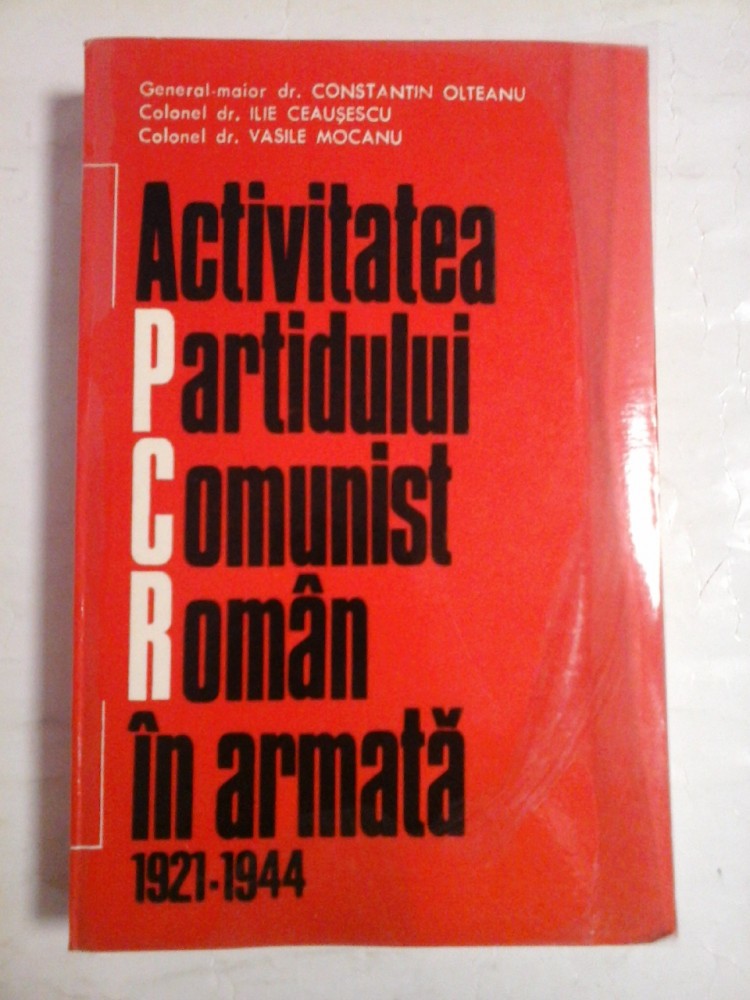 General-maior dr. CONSTANTIN OLTEANU
Colonel dr. ILIE CEAUȘESCU
Colonel dr. VASILE MOCANU
Activitatea
Partidului
Comunist
Român
în armată
1921-1944